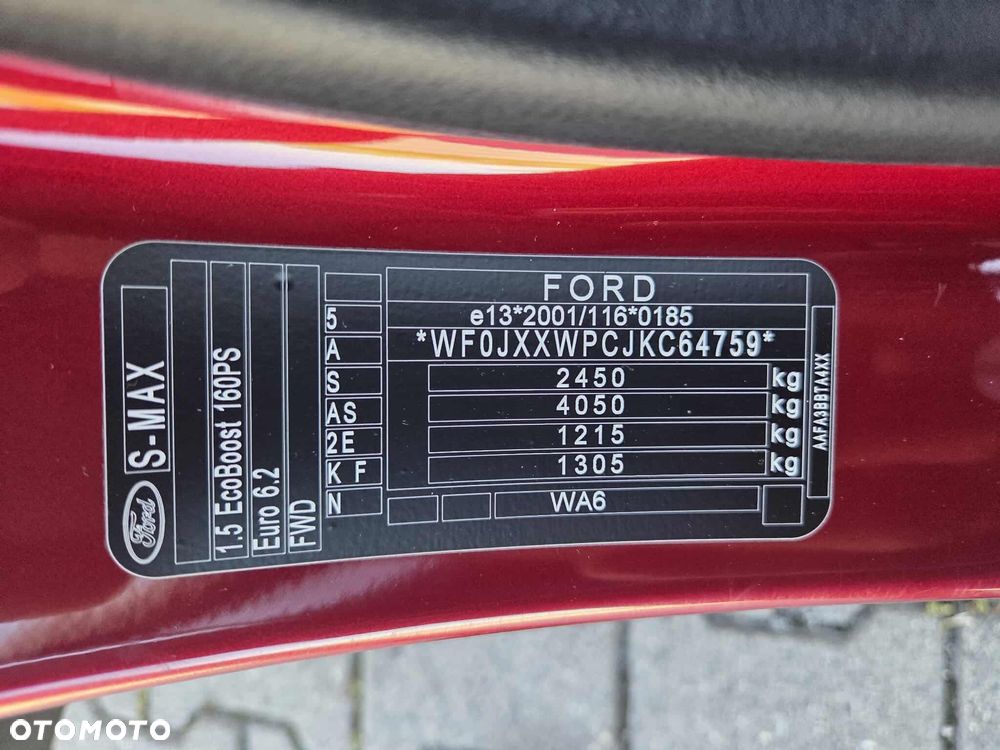 FORD
e13*2001/116*0185
*WF0JXXWPCJKC64759*
2450 kg
4050 kg
1215 kg
1305 kg
WA6
5
A
S
AS
2E
K F
N
AAFA3BBTA4XX
Ford S-MAX
1.5 EcoBoost 160PS
Euro 6.2
FWD
OTOMOTO